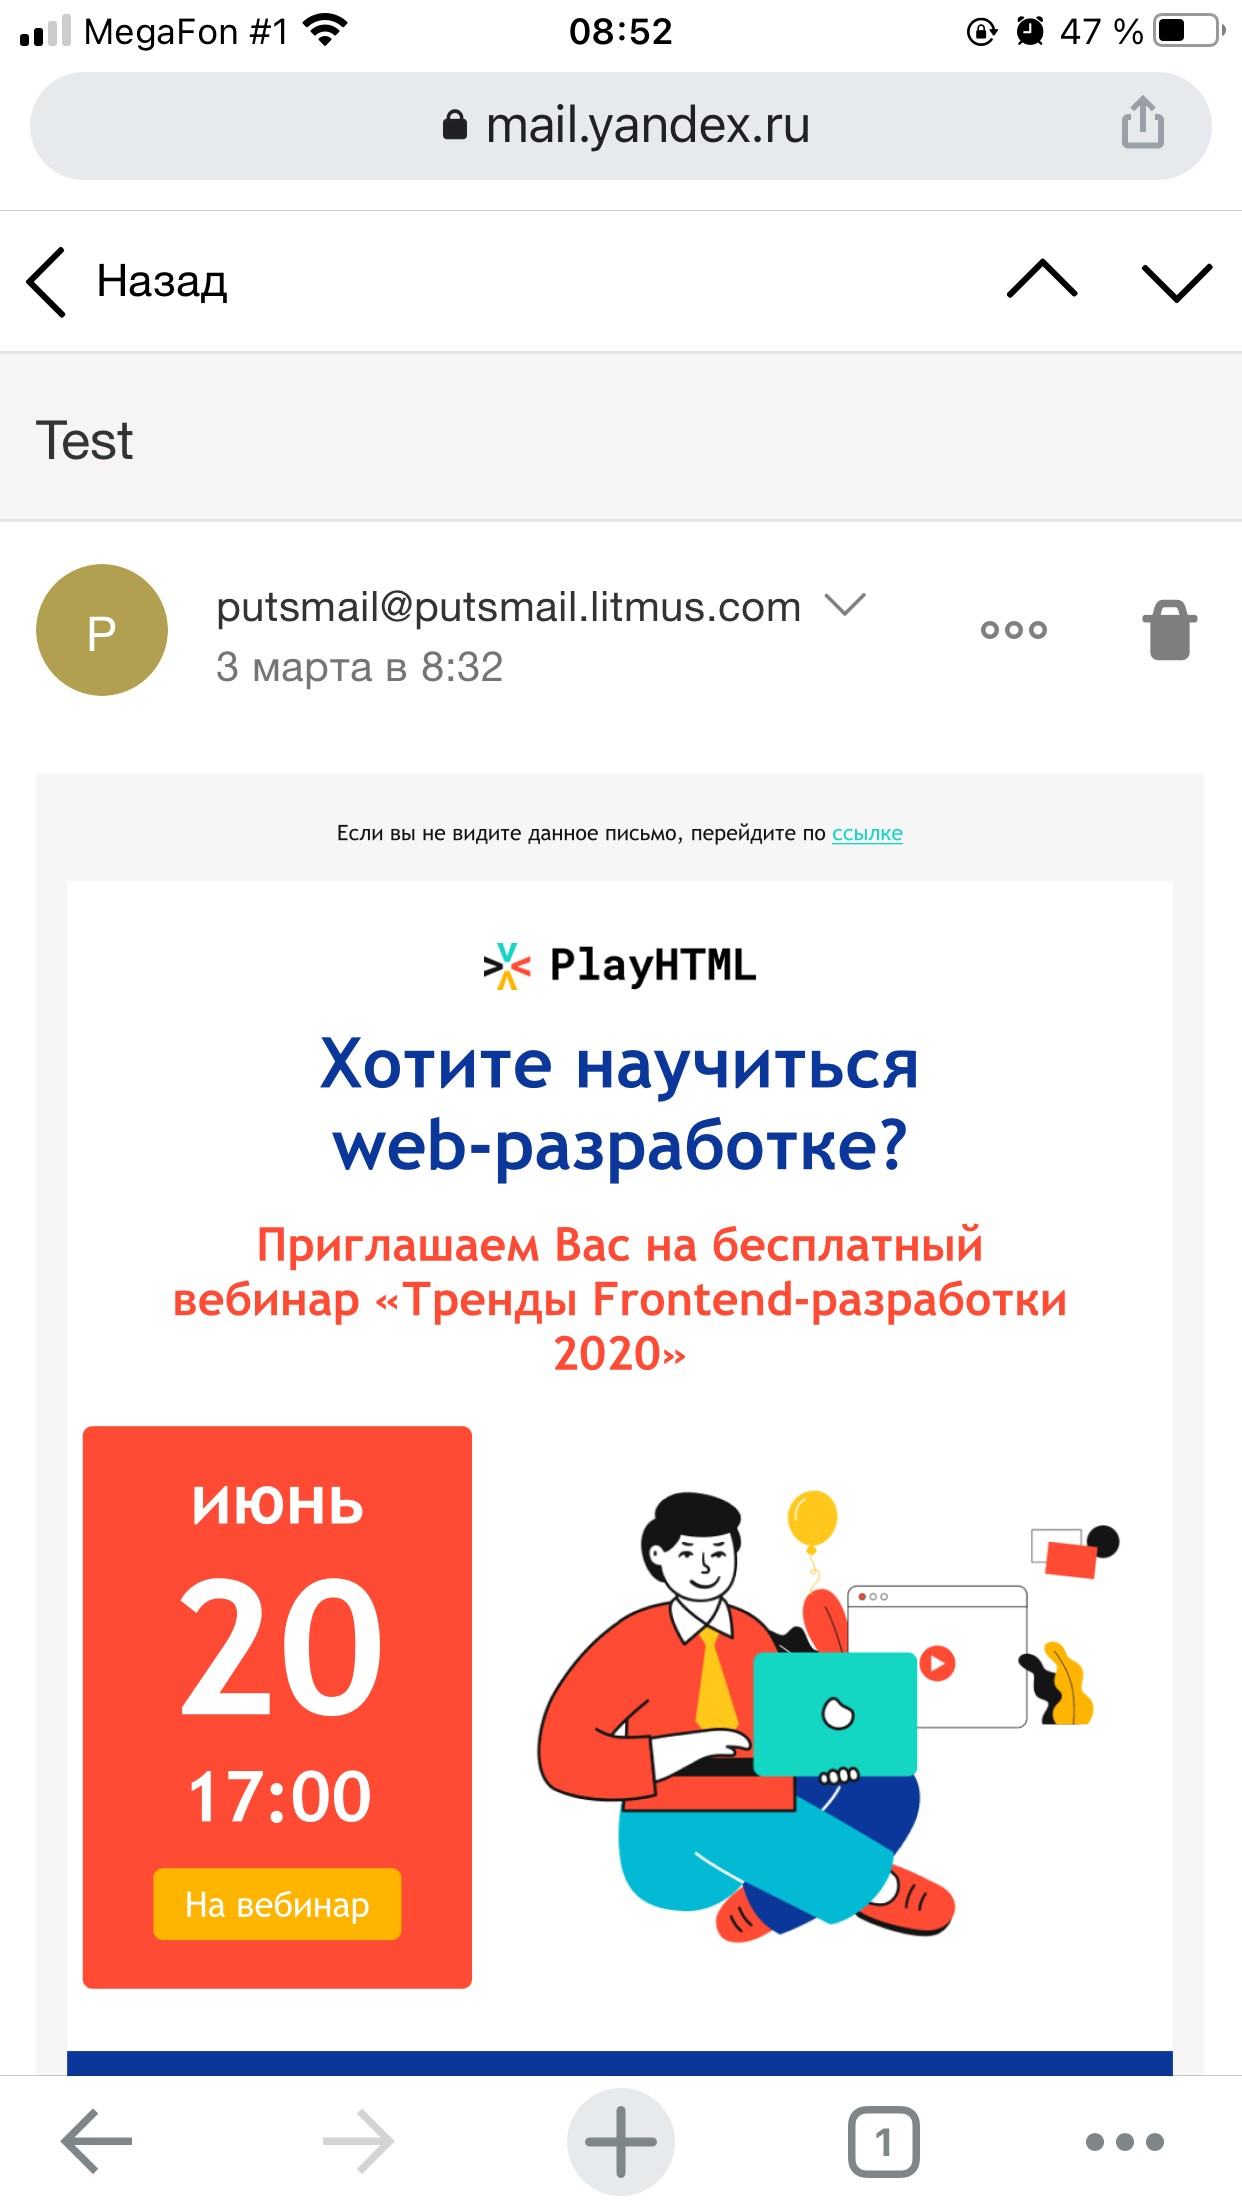 MegaFon #1
08:52
47 %
mail.yandex.ru
Назад
Test
P
putsmail@putsmail.litmus.com
3 марта в 8:32
Если вы не видите данное письмо, перейдите по ссылке
PlayHTML
Хотите научиться
web-разработке?
Приглашаем Вас на бесплатный
вебинар «Тренды Frontend-разработки
2020»
ИЮНЬ
20
17:00
На вебинар
1